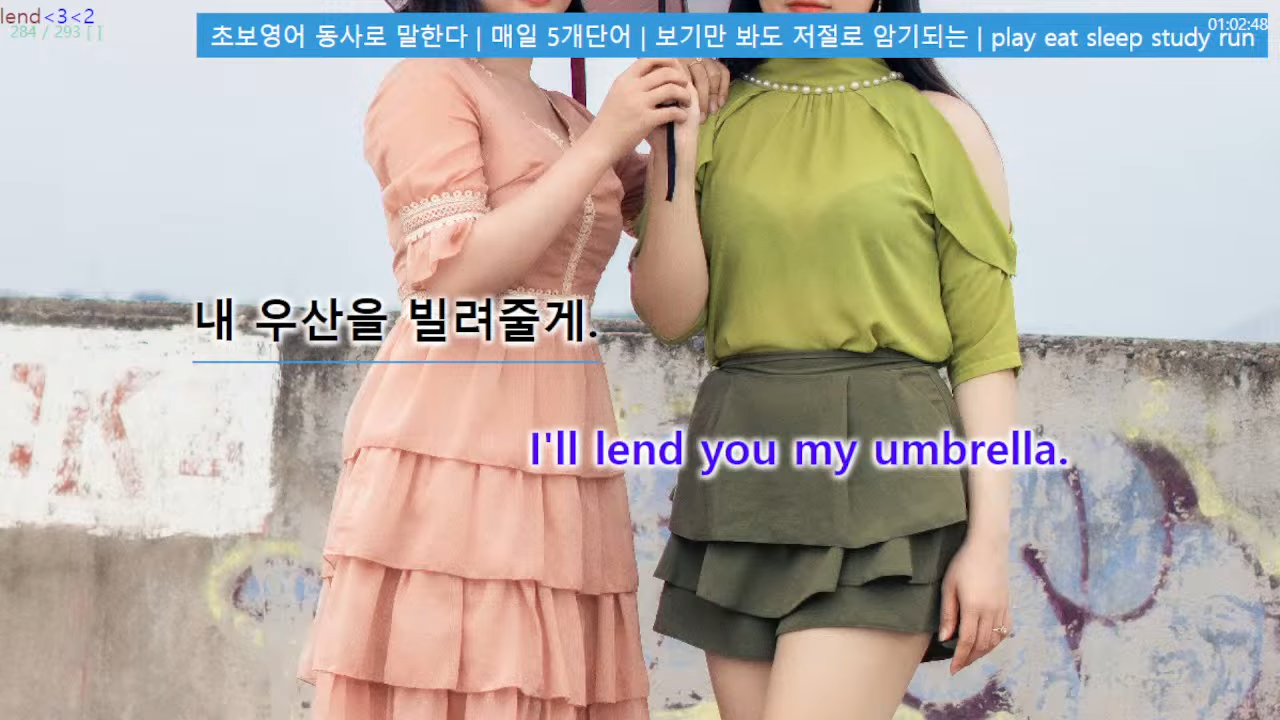 lend<3<2
284 / 293 [ ]
01:02:48
초보영어 동사로 말한다 | 매일 5개단어 | 보기만 봐도 저절로 암기되는 | play eat sleep study run
내 우산을 빌려줄게.
I'll lend you my umbrella.
K